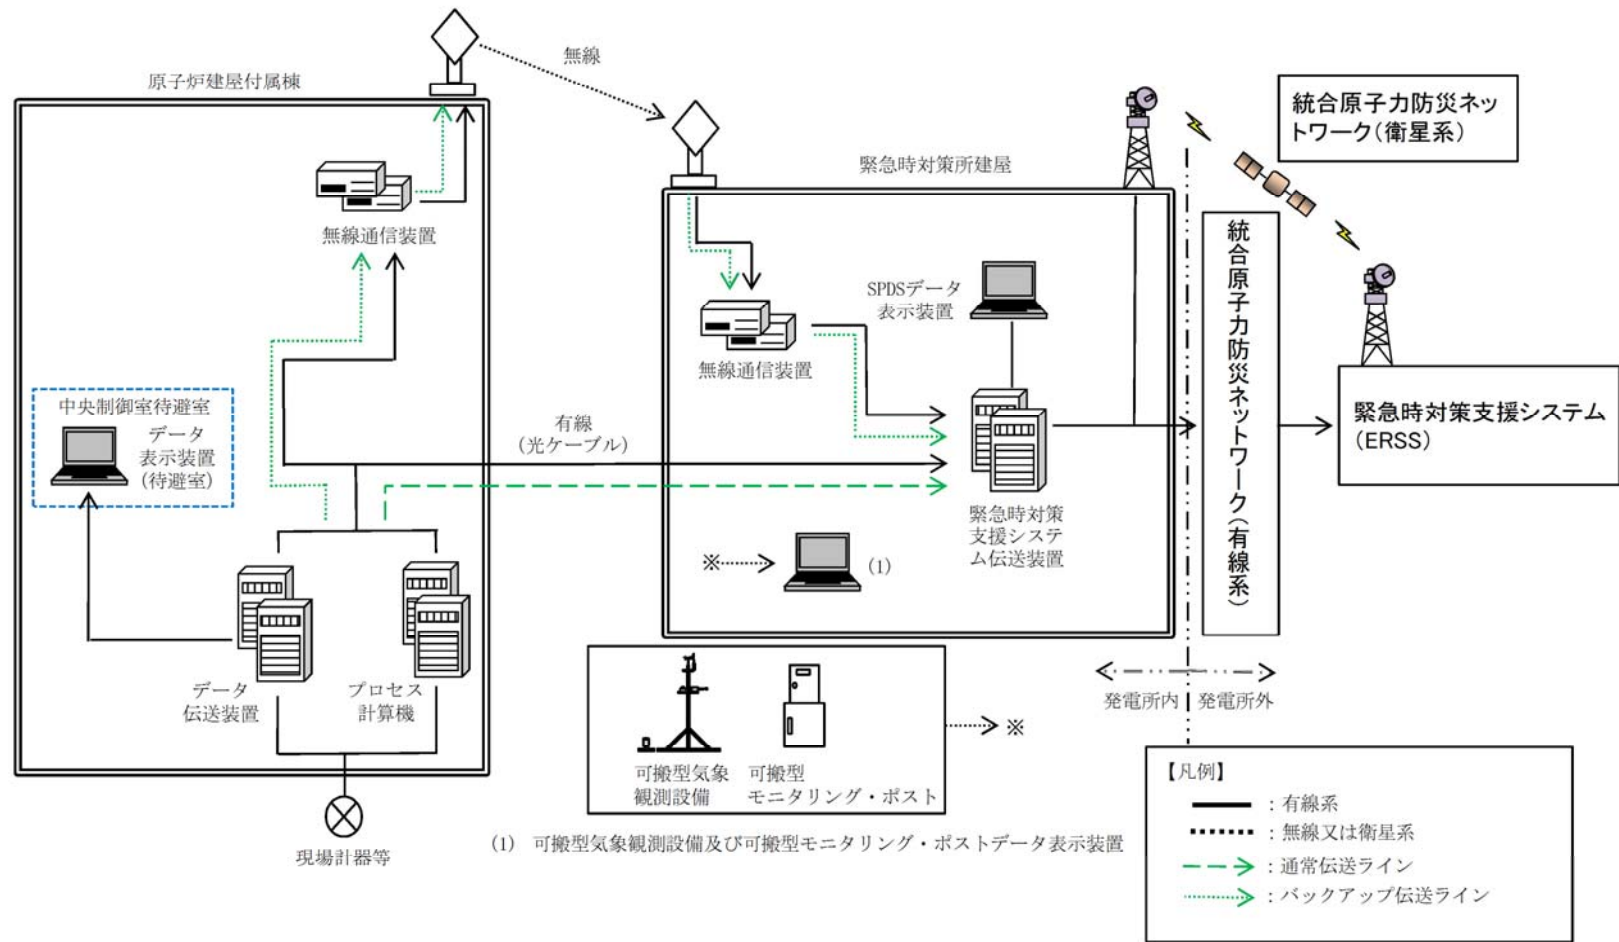 無線
原子炉建屋付属棟
統合原子力防災ネッ
トワーク(衛星系)
緊急時対策所建屋
無線通信装置
SPDSデータ
表示装置
無線通信装置
統合原子力防災ネットワーク(有線系)
中央制御室待避室
データ
表示装置
(待避室)
有線
(光ケーブル)
緊急時対策支援システム
(ERSS)
緊急時対策
支援システ
ム伝送装置
※
(1)
データ
伝送装置
プロセス
計算機
発電所内
発電所外
※
可搬型気象
観測設備
可搬型
モニタリング・ポスト
現場計器等
(1) 可搬型気象観測設備及び可搬型モニタリング・ポストデータ表示装置
【凡例】
:有線系
:無線又は衛星系
:通常伝送ライン
:バックアップ伝送ライン